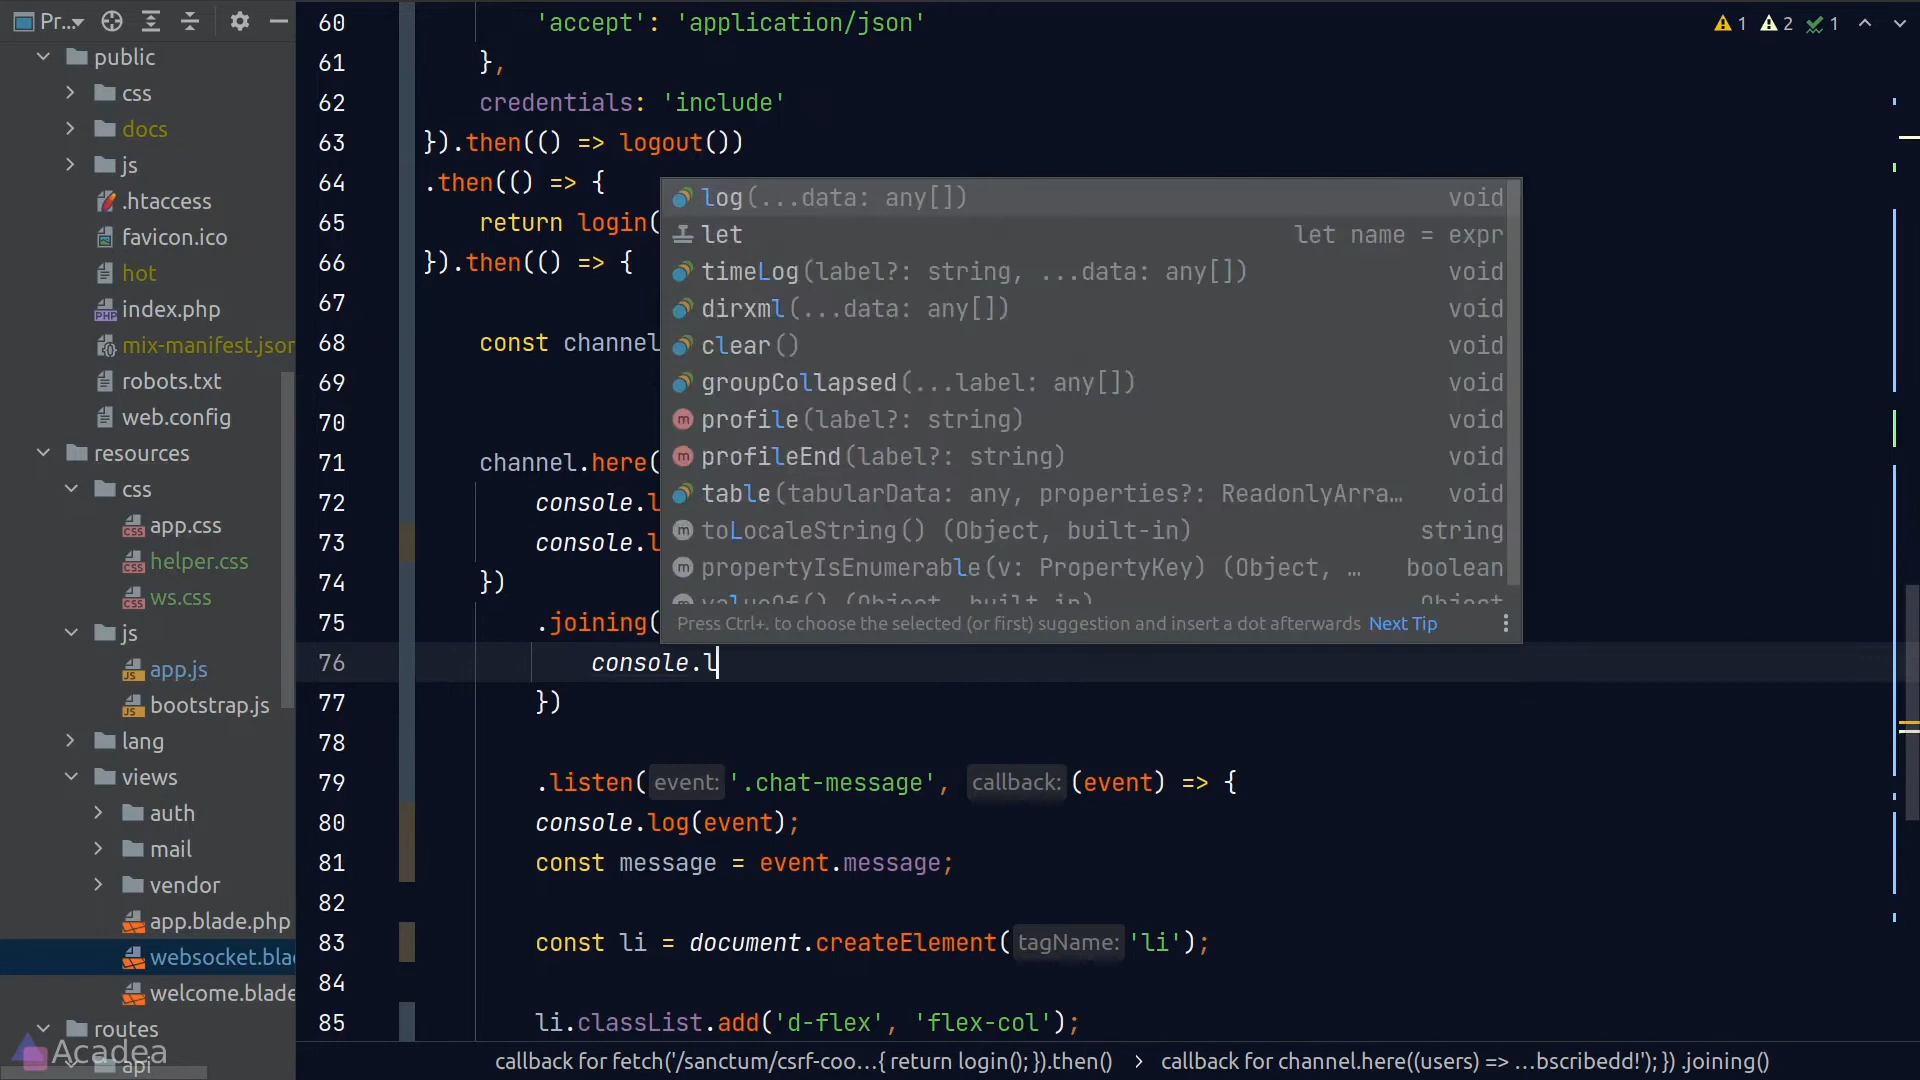 Pr...
public
css
docs
js
.htaccess
favicon.ico
hot
index.php
mix-manifest.json
robots.txt
web.config
resources
css
app.css
helper.css
ws.css
js
app.js
bootstrap.js
lang
views
auth
mail
vendor
app.blade.php
websocket.bla
welcome.blade
routes
api
Acadea
60 'accept': 'application/json'
61 },
62 credentials: 'include'
63 }).then(() => logout())
64 .then(() => {
65 return login(
66 }).then(() => {
67
68 const channel
69
70
71 channel.here(
72 console.l
73 console.l
74 })
75 .joining(
76 console.l
77 })
78
79 .listen( event: '.chat-message', callback: (event) => {
80 console.log(event);
81 const message = event.message;
82
83 const li = document.createElement( tagName: 'li');
84
85 li.classList.add('d-flex', 'flex-col');
1 2 1
log(...data: any[]) void
let let name = expr
timeLog(label?: string, ...data: any[]) void
dirxml(...data: any[]) void
clear() void
groupCollapsed(...label: any[]) void
profile(label?: string) void
profileEnd(label?: string) void
table(tabularData: any, properties?: ReadonlyArra… void
toLocaleString() (Object, built-in) string
propertyIsEnumerable(v: PropertyKey) (Object, … boolean
valueOf() (Object, built-in) Object
Press Ctrl+. to choose the selected (or first) suggestion and insert a dot afterwards Next Tip
callback for fetch('/sanctum/csrf-coo...{ return login(); }).then() > callback for channel.here((users) => ...bscribedd!'); }) .joining()